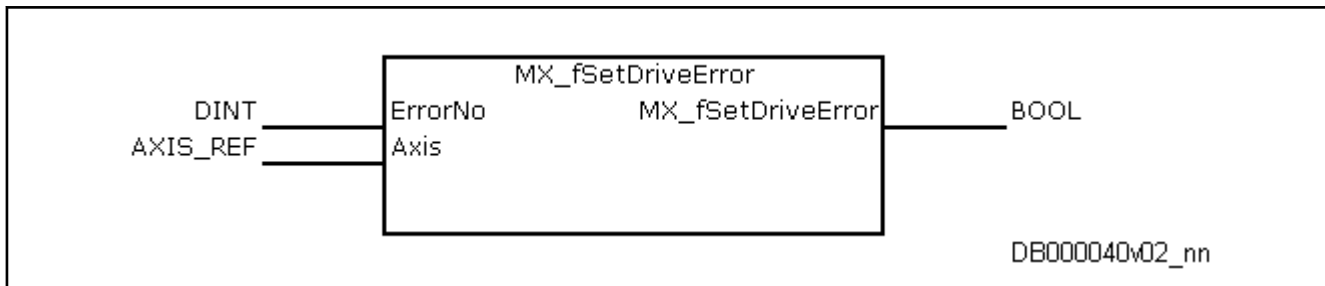 MX_fSetDriveError
DINT ErrorNo MX_fSetDriveError BOOL
AXIS_REF Axis
DB000040v02_nn